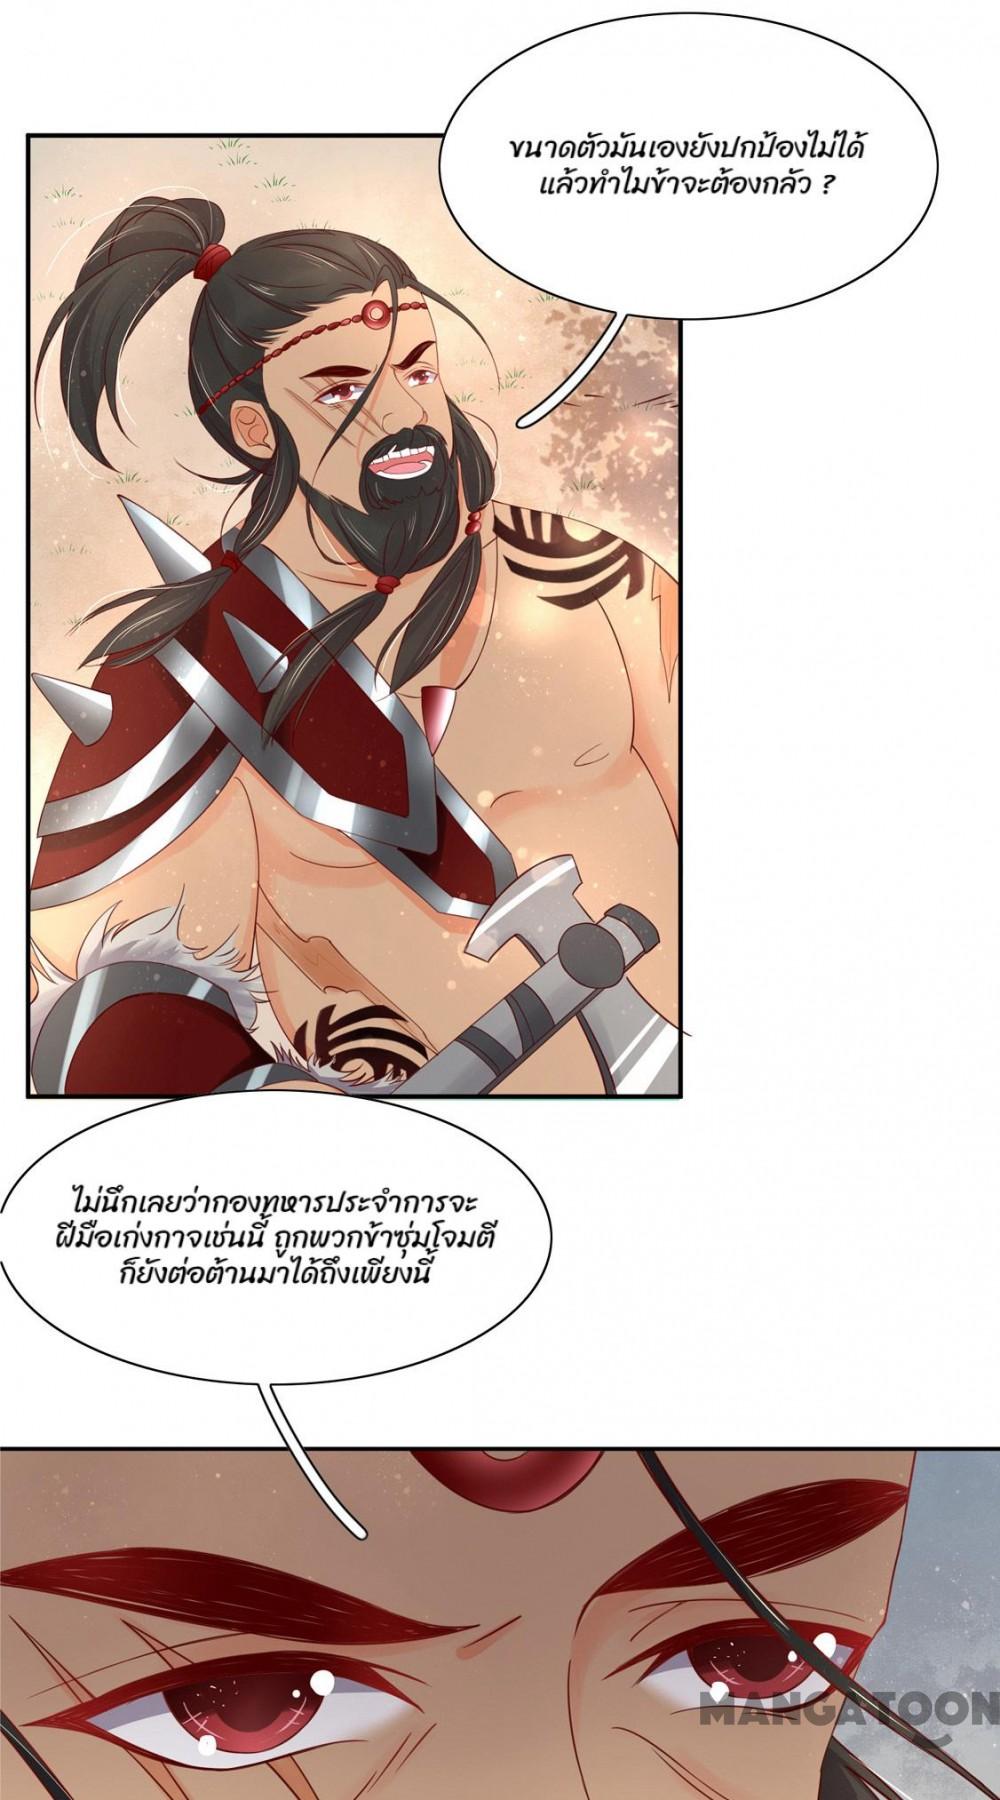 ขนาดตัวมันเองยังปกป้องไม่ได้
แล้วทำไมข้าจะต้องกลัว ?
ไม่นึกเลยว่ากองทหารประจำการจะ
ฝีมือเก่งกาจเช่นนี้ ถูกพวกข้าซุ่มโจมตี
ก็ยังต่อต้านมาได้ถึงเพียงนี้
MANGATOON